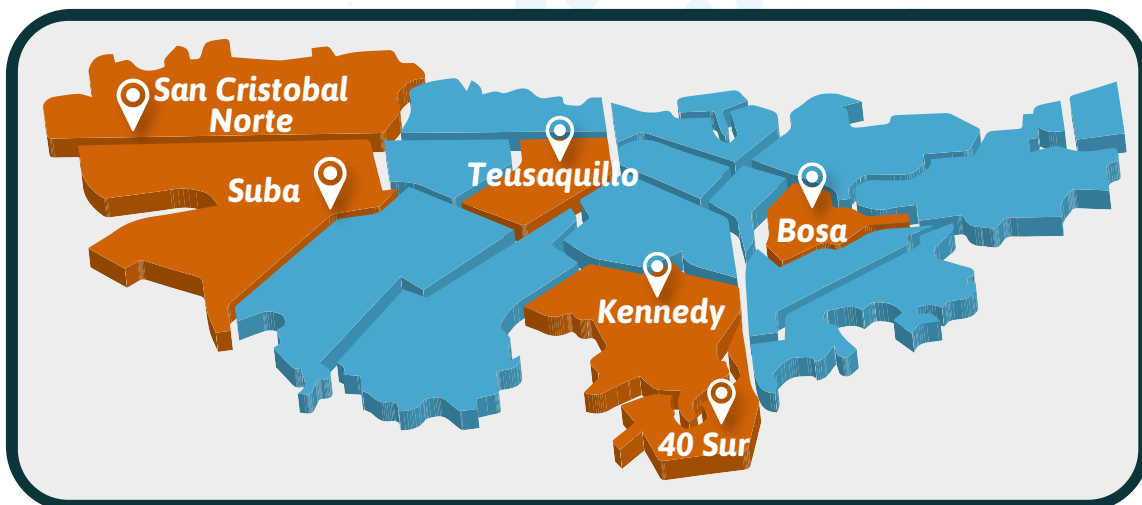 San Cristobal
Norte
Suba
Teusaquillo
Bosa
Kennedy
40 Sur